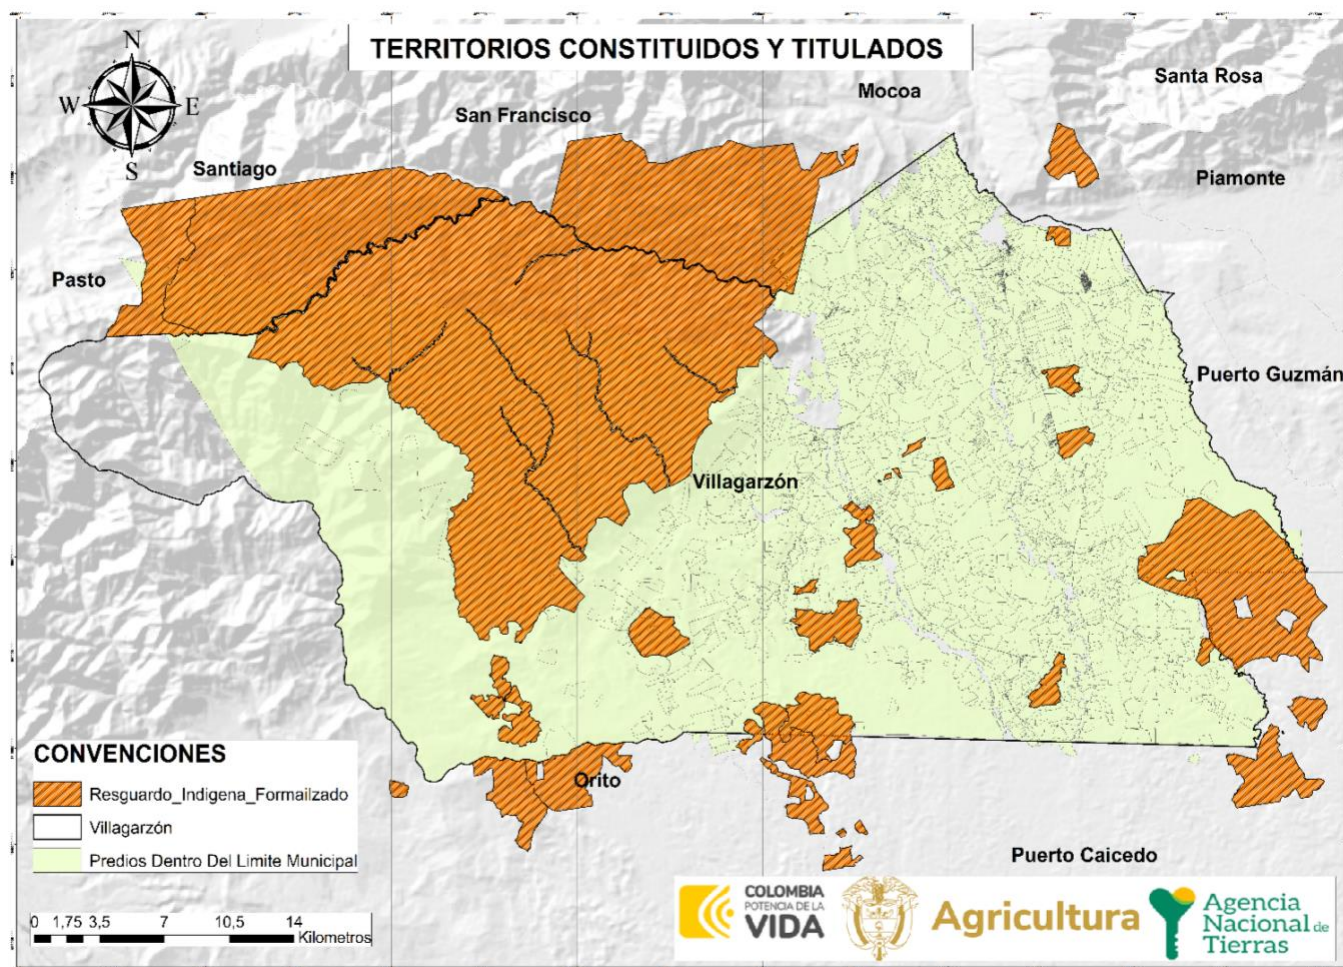 TERRITORIOS CONSTITUIDOS Y TITULADOS
N
W
E
S
Mocoa
Santa Rosa
San Francisco
Santiago
Piamonte
Pasto
Puerto Guzmán
Villagarzón
Orito
Puerto Caicedo
CONVENCIONES
Resguardo_Indigena_Formailzado
Villagarzón
Predios Dentro Del Limite Municipal
0 1,75 3,5 7 10,5 14
Kilometros
COLOMBIA
POTENCIA DE LA
VIDA
Agricultura
Agencia
Nacional de
Tierras